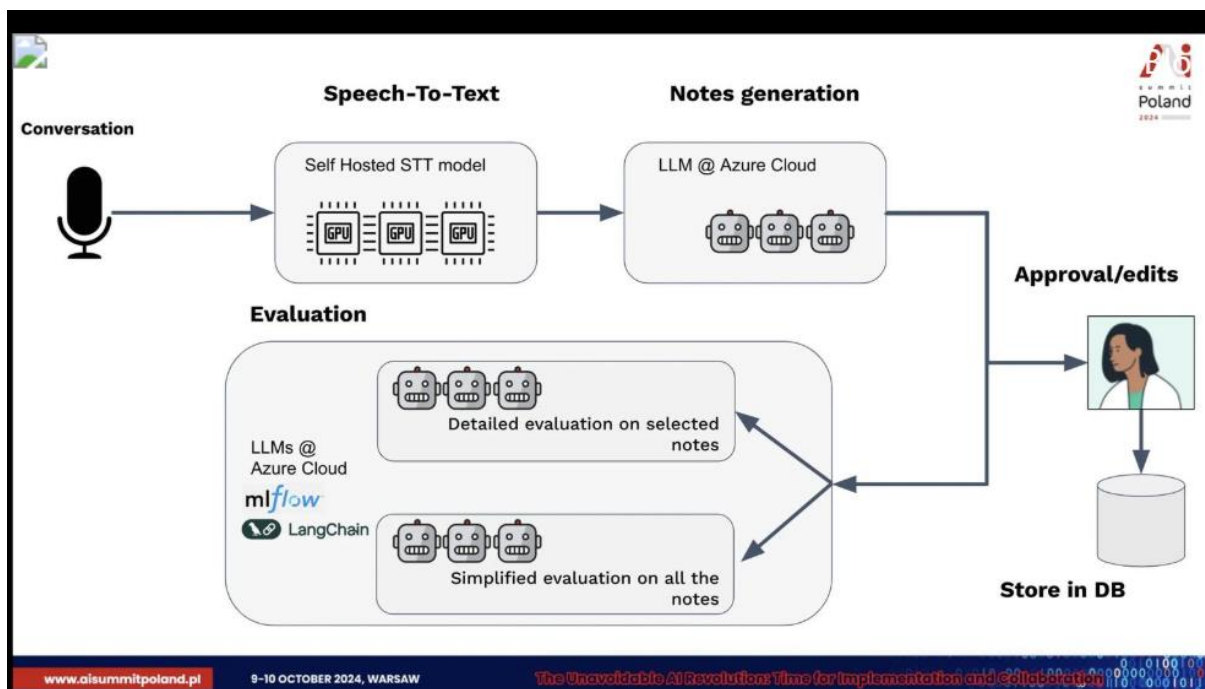 Speech-To-Text
Notes generation
summit
Poland
2024
Conversation
Self Hosted STT model
LLM @ Azure Cloud
GPU
GPU
GPU
Approval/edits
Evaluation
Detailed evaluation on selected
notes
LLMs @
Azure Cloud
mlflow
LangChain
Simplified evaluation on all the
notes
Store in DB
www.aisummitpoland.pl
9-10 OCTOBER 2024, WARSAW
The Unavoidable AI Revolution: Time for Implementation and Collaboration